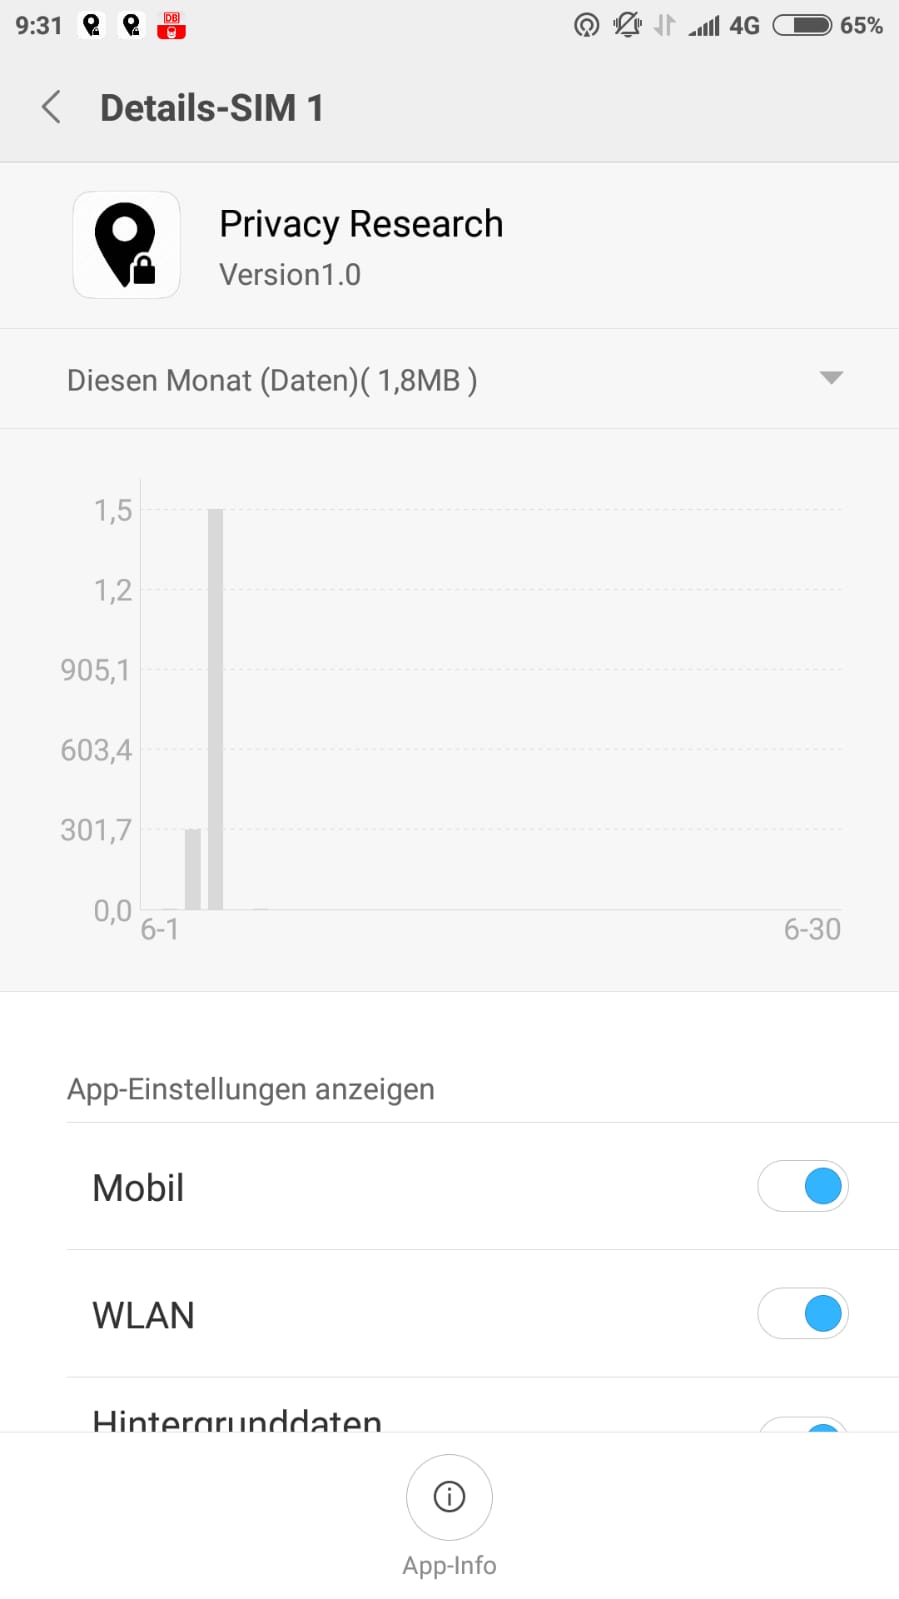 9:31 DB 4G 65%
Details-SIM 1
Privacy Research
Version1.0
Diesen Monat (Daten)( 1,8MB )
1,5
1,2
905,1
603,4
301,7
0,0
6-1 6-30
App-Einstellungen anzeigen
Mobil
WLAN
Hintergrunddaten
App-Info